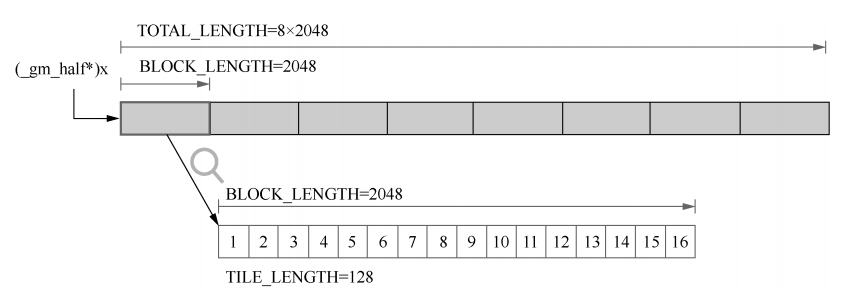 TOTAL_LENGTH=8×2048
(_gm_half*)x
BLOCK_LENGTH=2048
BLOCK_LENGTH=2048
1 2 3 4 5 6 7 8 9 10 11 12 13 14 15 16
TILE_LENGTH=128